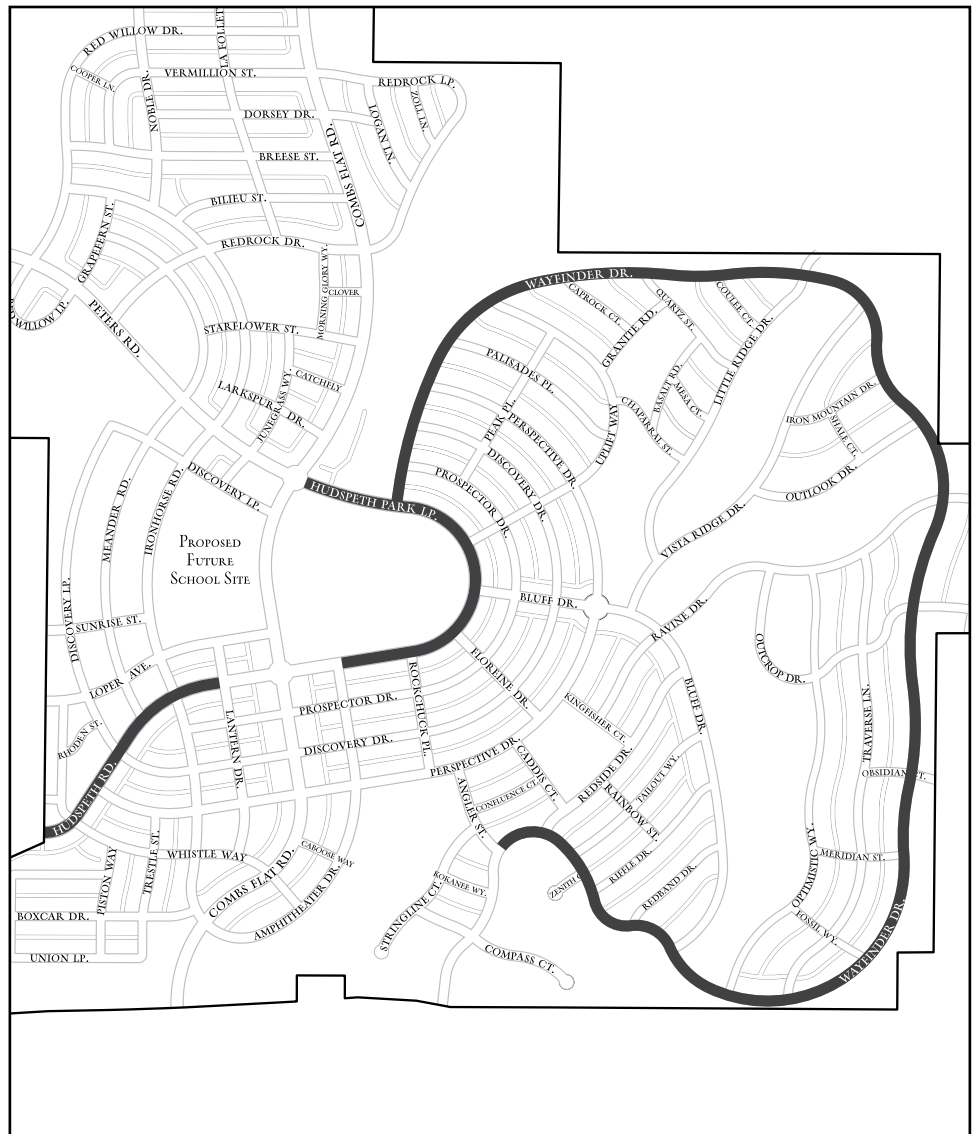 LA FOLLET
RED WILLOW DR.
COOPER LN.
VERMILLION ST.
REDROCK LP.
NOBLE DR.
DORSEY DR.
LOGAN LN.
ZOLL LN.
COMBS FLAT RD.
BREESE ST.
BILIEU ST.
GRAPEFERN ST.
REDROCK DR.
MORNING GLORY WY.
CLOVER
WILLOW LP.
PETERS RD.
STARFLOWER ST.
WAYFINDER DR.
CAPROCK CT.
QUARTZ ST.
COULEE CT.
GRANITE RD.
LITTLE RIDGE DR.
PALISADES PL.
CATCHELY
LARKSPUR DR.
JUNEGRASS WY.
BASALT RD.
MESA CT.
CHAPARRAL ST.
IRON MOUNTAIN DR.
SHALE CT.
PEAK PL.
PERSPECTIVE DR.
UPLIFT WAY
DISCOVERY DR.
PROSPECTOR DR.
OUTLOOK DR.
DISCOVERY LP.
HUDSPETH PARK LP.
MEANDER RD.
IRONHORSE RD.
VISTA RIDGE DR.
PROPOSED
FUTURE
SCHOOL SITE
DISCOVERY LP.
SUNRISE ST.
BLUFF DR.
RAVINE DR.
OUTCROP DR.
LOPER AVE.
FLOREINE DR.
ROCKCHUCK PL.
BLUFF DR.
TRAVERSE LN.
PROSPECTOR DR.
KINGFISHER CT.
RHODEN ST.
LANTERN DR.
DISCOVERY DR.
PERSPECTIVE DR.
CADDIS CT.
REDSIDE DR.
TAILOUT WY.
OBSIDIAN CT.
HUDSPETH RD.
ANGLER ST.
CONFLUENCE CT.
RAINBOW ST.
WHISTLE WAY
CABOOSE WAY
PISTON WAY
TRESTLE ST.
COMBS FLAT RD.
AMPHITHEATER DR.
KOKANEE WY.
STRINGLINE CT.
ZENITH
RIFFLE DR.
REDBAND DR.
MERIDIAN ST.
OPTIMISTIC WY.
FOSSIL WY.
WAYFINDER DR.
BOXCAR DR.
UNION LP.
COMPASS CT.